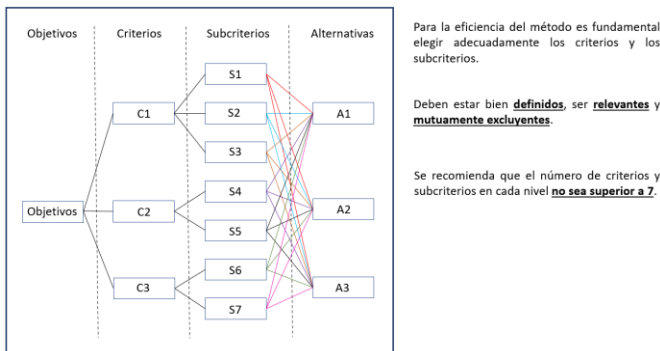 Objetivos Criterios Subcriterios Alternativas
S1
S2
C1 A1
S3
S4
Objetivos C2 A2
S5
S6
C3 A3
S7
Para la eficiencia del método es fundamental
elegir adecuadamente los criterios y los
subcriterios.
Deben estar bien definidos, ser relevantes y
mutuamente excluyentes.
Se recomienda que el número de criterios y
subcriterios en cada nivel no sea superior a 7.